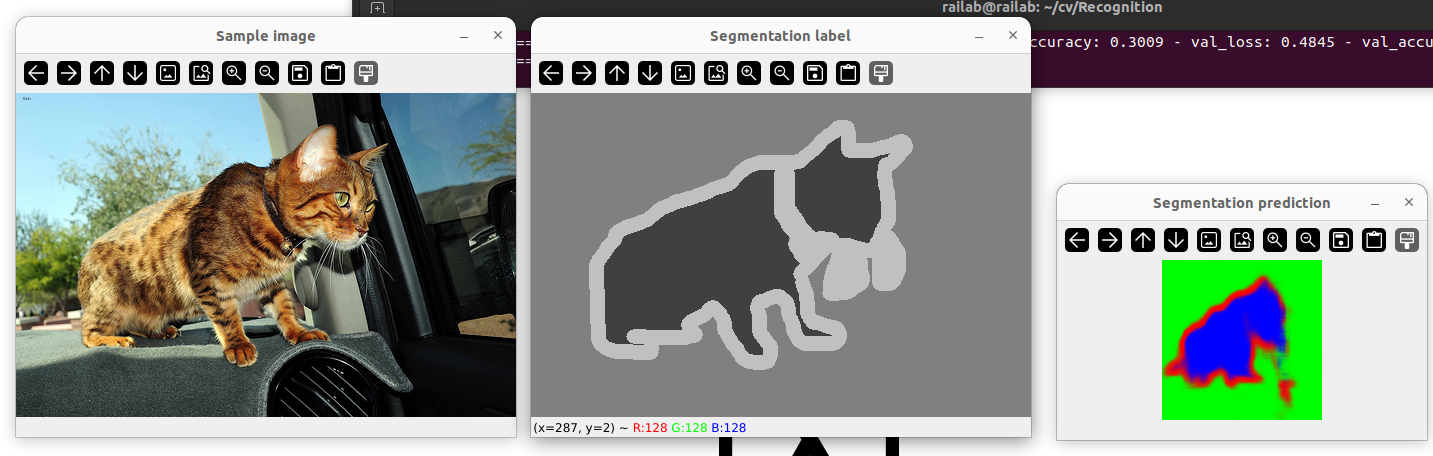 railab@railab: ~/cv/Recognition
Sample image
Segmentation label
ccuracy: 0.3009 - val_loss: 0.4845 - val_accu
Segmentation prediction
(x=287, y=2) ~ R:128 G:128 B:128